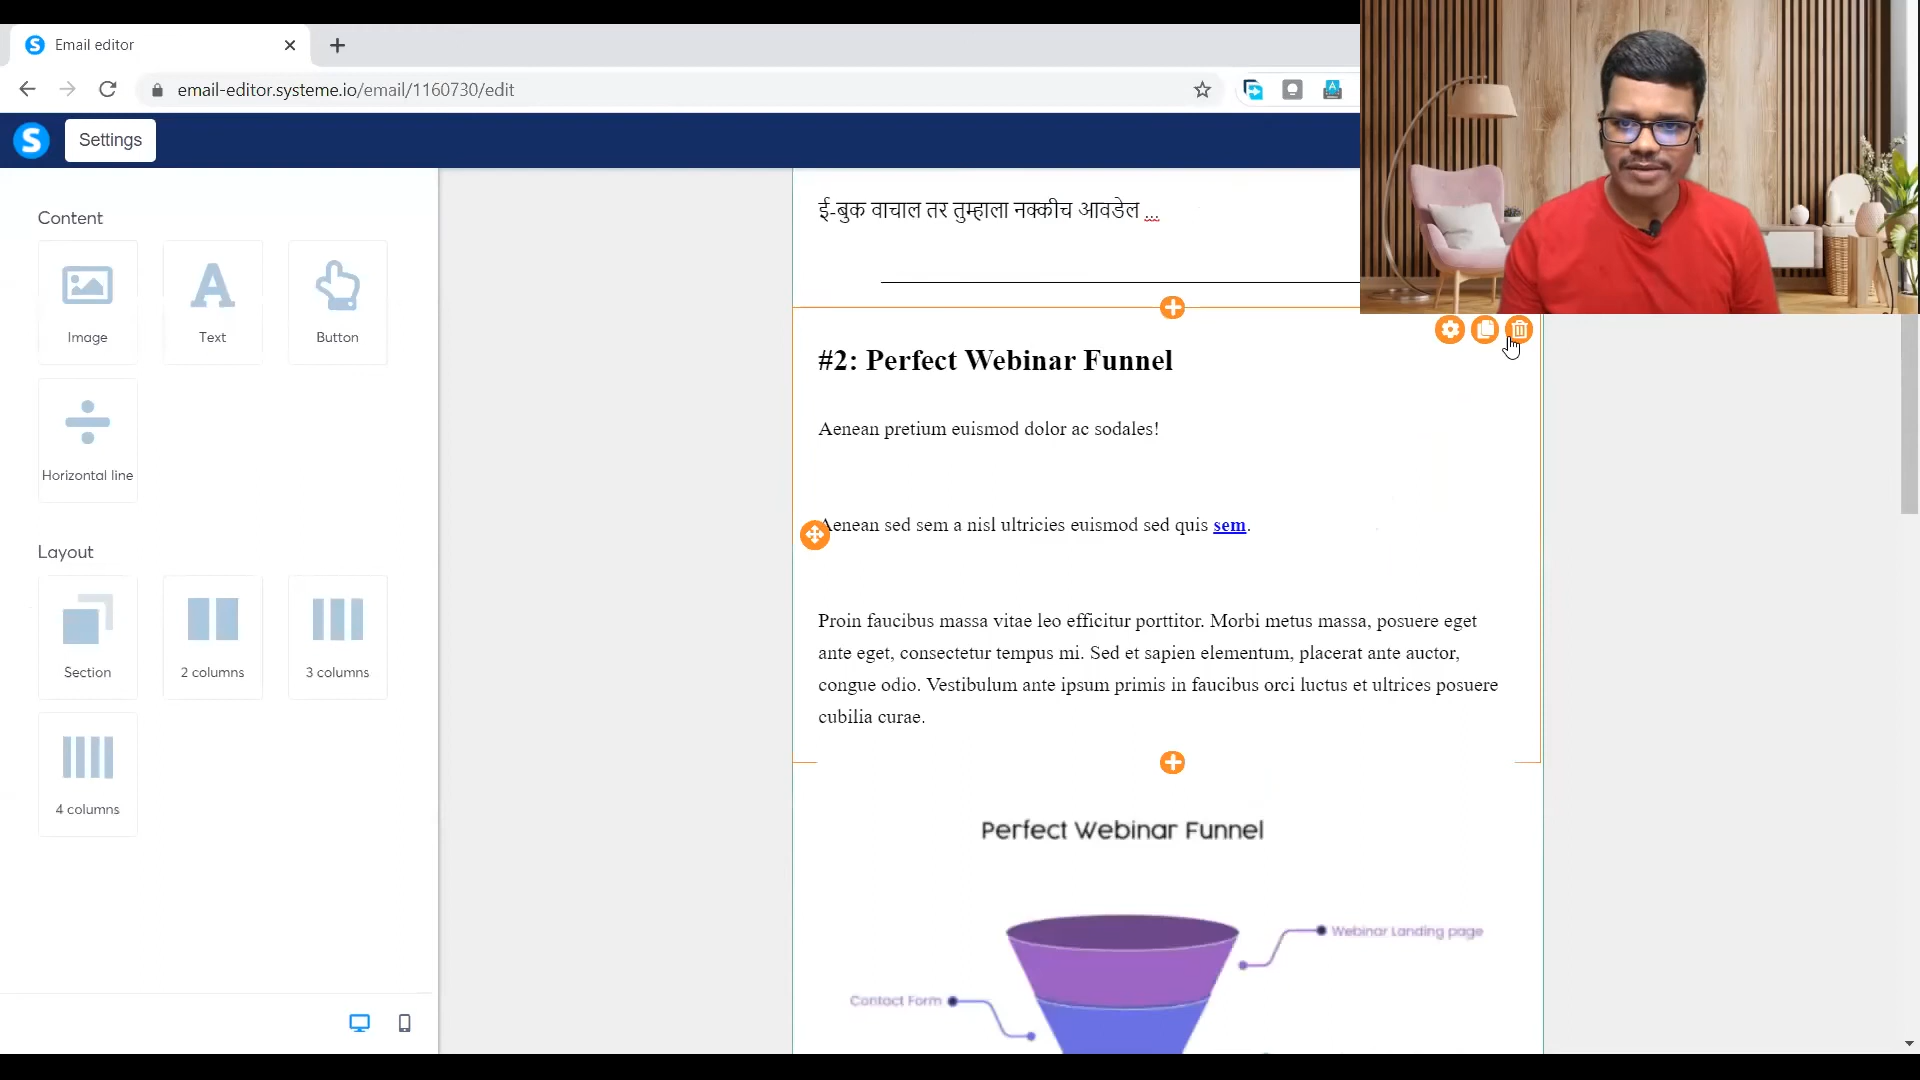 Email editor
email-editor.systeme.io/email/1160730/edit
S
Settings
Content
Image
Text
Button
Horizontal line
Layout
Section
2 columns
3 columns
4 columns
ई-बुक वाचाल तर तुम्हाला नक्कीच आवडेल ...
#2: Perfect Webinar Funnel
Aenean pretium euismod dolor ac sodales!
Aenean sed sem a nisl ultricies euismod sed quis sem.
Proin faucibus massa vitae leo efficitur porttitor. Morbi metus massa, posuere eget
ante eget, consectetur tempus mi. Sed et sapien elementum, placerat ante auctor,
congue odio. Vestibulum ante ipsum primis in faucibus orci luctus et ultrices posuere
cubilia curae.
Perfect Webinar Funnel
Webinar Landing page
Contact Form